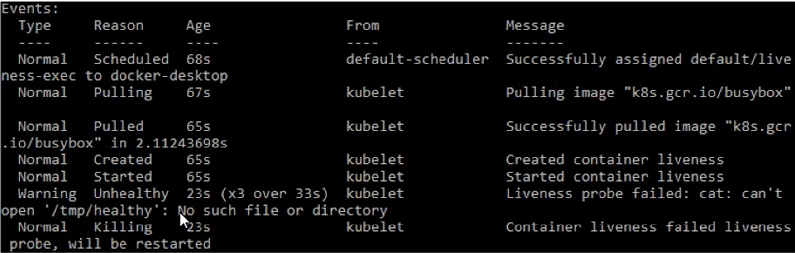 Events:
  Type     Reason     Age                From               Message
  ----     ------     ----               ----               -------
  Normal   Scheduled  68s                default-scheduler  Successfully assigned default/live
ness-exec to docker-desktop
  Normal   Pulling    67s                kubelet            Pulling image "k8s.gcr.io/busybox"
  Normal   Pulled     65s                kubelet            Successfully pulled image "k8s.gcr
.io/busybox" in 2.11243698s
  Normal   Created    65s                kubelet            Created container liveness
  Normal   Started    65s                kubelet            Started container liveness
  Warning  Unhealthy  23s (x3 over 33s)  kubelet            Liveness probe failed: cat: can't
open '/tmp/healthy': No such file or directory
  Normal   Killing    23s                kubelet            Container liveness failed liveness
 probe, will be restarted